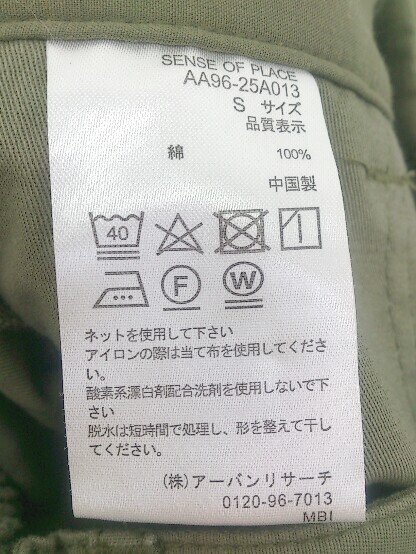 SENSE OF PLACE
AA96-25A013
S サイズ
品質表示
綿 100%
中国製
40
F W
ネットを使用して下さい
アイロンの際は当て布を使用してくださ
い。
酸素系漂白剤配合洗剤を使用しないで下
さい
脱水は短時間で処理し、形を整えて干し
てください。
(株)アーバンリサーチ
0120-96-7013
MBI